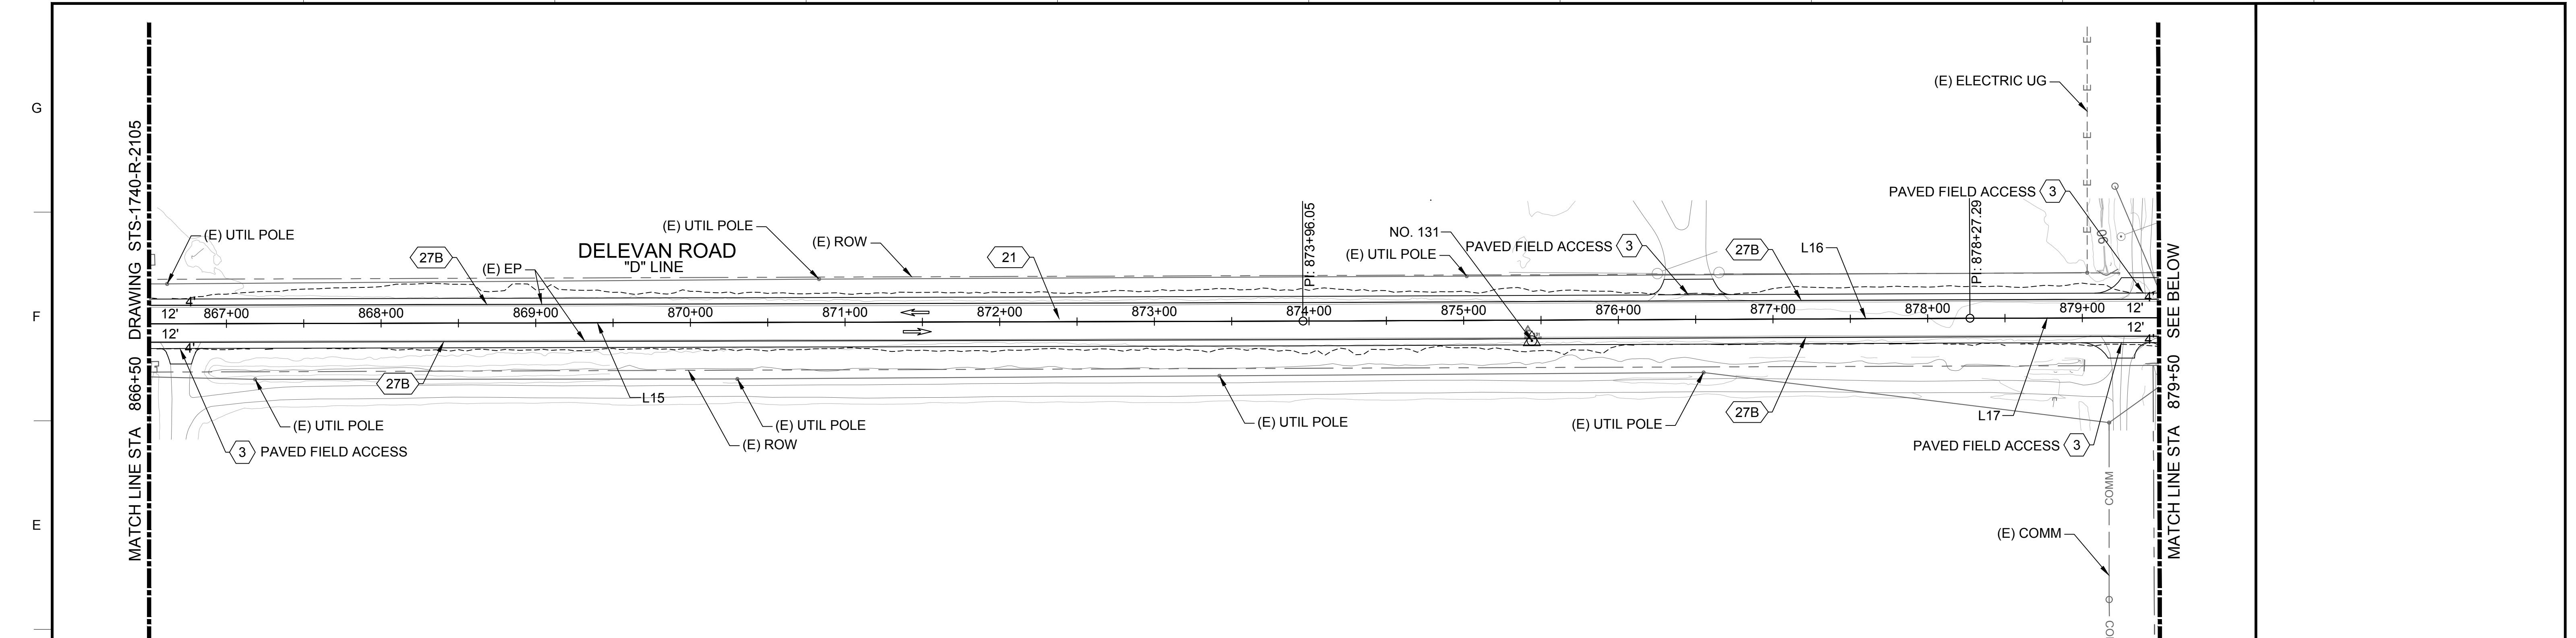 G
F
E
MATCH LINE STA 866+50 DRAWING STS-1740-R-2105
(E) ELECTRIC UG
E
E
E
E
E
PAVED FIELD ACCESS 3
(E) UTIL POLE
27B
(E) EP
DELEVAN ROAD
"D" LINE
(E) UTIL POLE
(E) ROW
21
PI: 873+96.05
NO. 131
(E) UTIL POLE
PAVED FIELD ACCESS 3
27B
L16
PI: 878+27.29
90
4'
4'
12' 867+00 868+00 869+00 870+00 871+00 872+00 873+00 874+00 875+00 876+00 877+00 878+00 879+00 12'
12'
12'
4'
4'
27B
L15
(E) UTIL POLE
(E) UTIL POLE
(E) ROW
(E) UTIL POLE
(E) UTIL POLE
27B
L17
3 PAVED FIELD ACCESS
PAVED FIELD ACCESS 3
COMM
(E) COMM
MATCH LINE STA 879+50 SEE BELOW